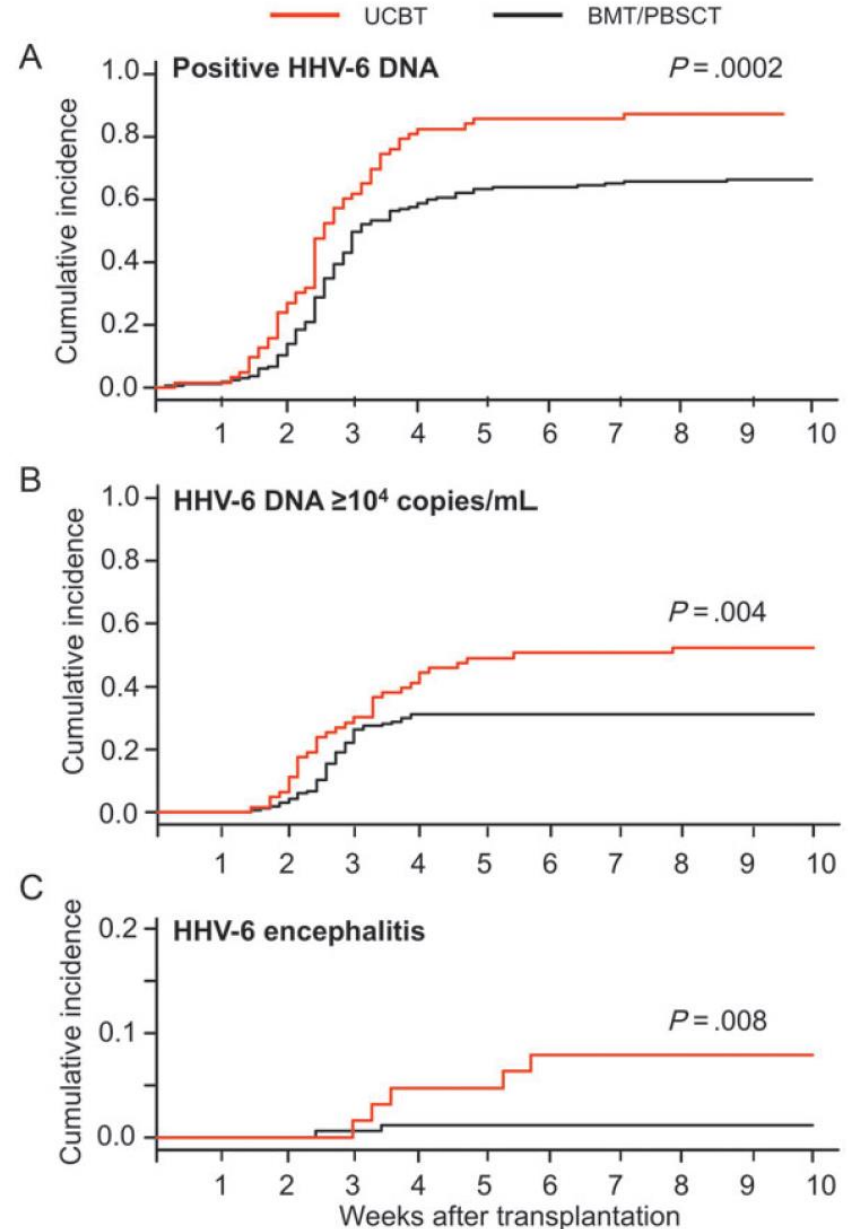 UCBT BMT/PBSCT
A
Positive HHV-6 DNA
P = .0002
Cumulative incidence
1.0
0.8
0.6
0.4
0.2
0.0
1 2 3 4 5 6 7 8 9 10
B
HHV-6 DNA ≥10⁴ copies/mL
P = .004
Cumulative incidence
1.0
0.8
0.6
0.4
0.2
0.0
1 2 3 4 5 6 7 8 9 10
C
HHV-6 encephalitis
P = .008
Cumulative incidence
0.2
0.1
0.0
1 2 3 4 5 6 7 8 9 10
Weeks after transplantation